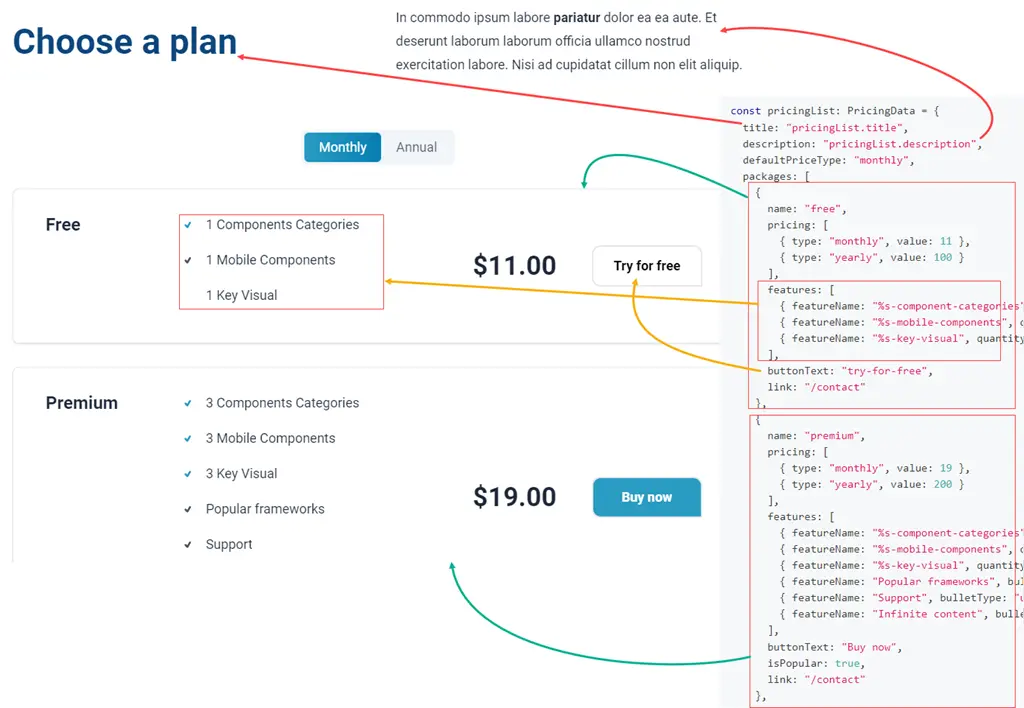 Choose a plan
In commodo ipsum labore pariatur dolor ea ea aute. Et
deserunt laborum laborum officia ullamco nostrud
exercitation labore. Nisi ad cupidatat cillum non elit aliquip.
Monthly
Annual
Free
1 Components Categories
1 Mobile Components
1 Key Visual
$11.00
Try for free
Premium
3 Components Categories
3 Mobile Components
3 Key Visual
Popular frameworks
Support
$19.00
Buy now
const pricingList: PricingData = {
title: "pricingList.title",
description: "pricingList.description",
defaultPriceType: "monthly",
packages: [
{
name: "free",
pricing: [
{ type: "monthly", value: 11 },
{ type: "yearly", value: 100 }
],
features: [
{ featureName: "%s-component-categories"
{ featureName: "%s-mobile-components",
{ featureName: "%s-key-visual", quantity
],
buttonText: "try-for-free",
link: "/contact"
},
{
name: "premium",
pricing: [
{ type: "monthly", value: 19 },
{ type: "yearly", value: 200 }
],
features: [
{ featureName: "%s-component-categories"
{ featureName: "%s-mobile-components",
{ featureName: "%s-key-visual", quantity
{ featureName: "Popular frameworks", bul
{ featureName: "Support", bulletType: "u
{ featureName: "Infinite content", bulle
],
buttonText: "Buy now",
isPopular: true,
link: "/contact"
},